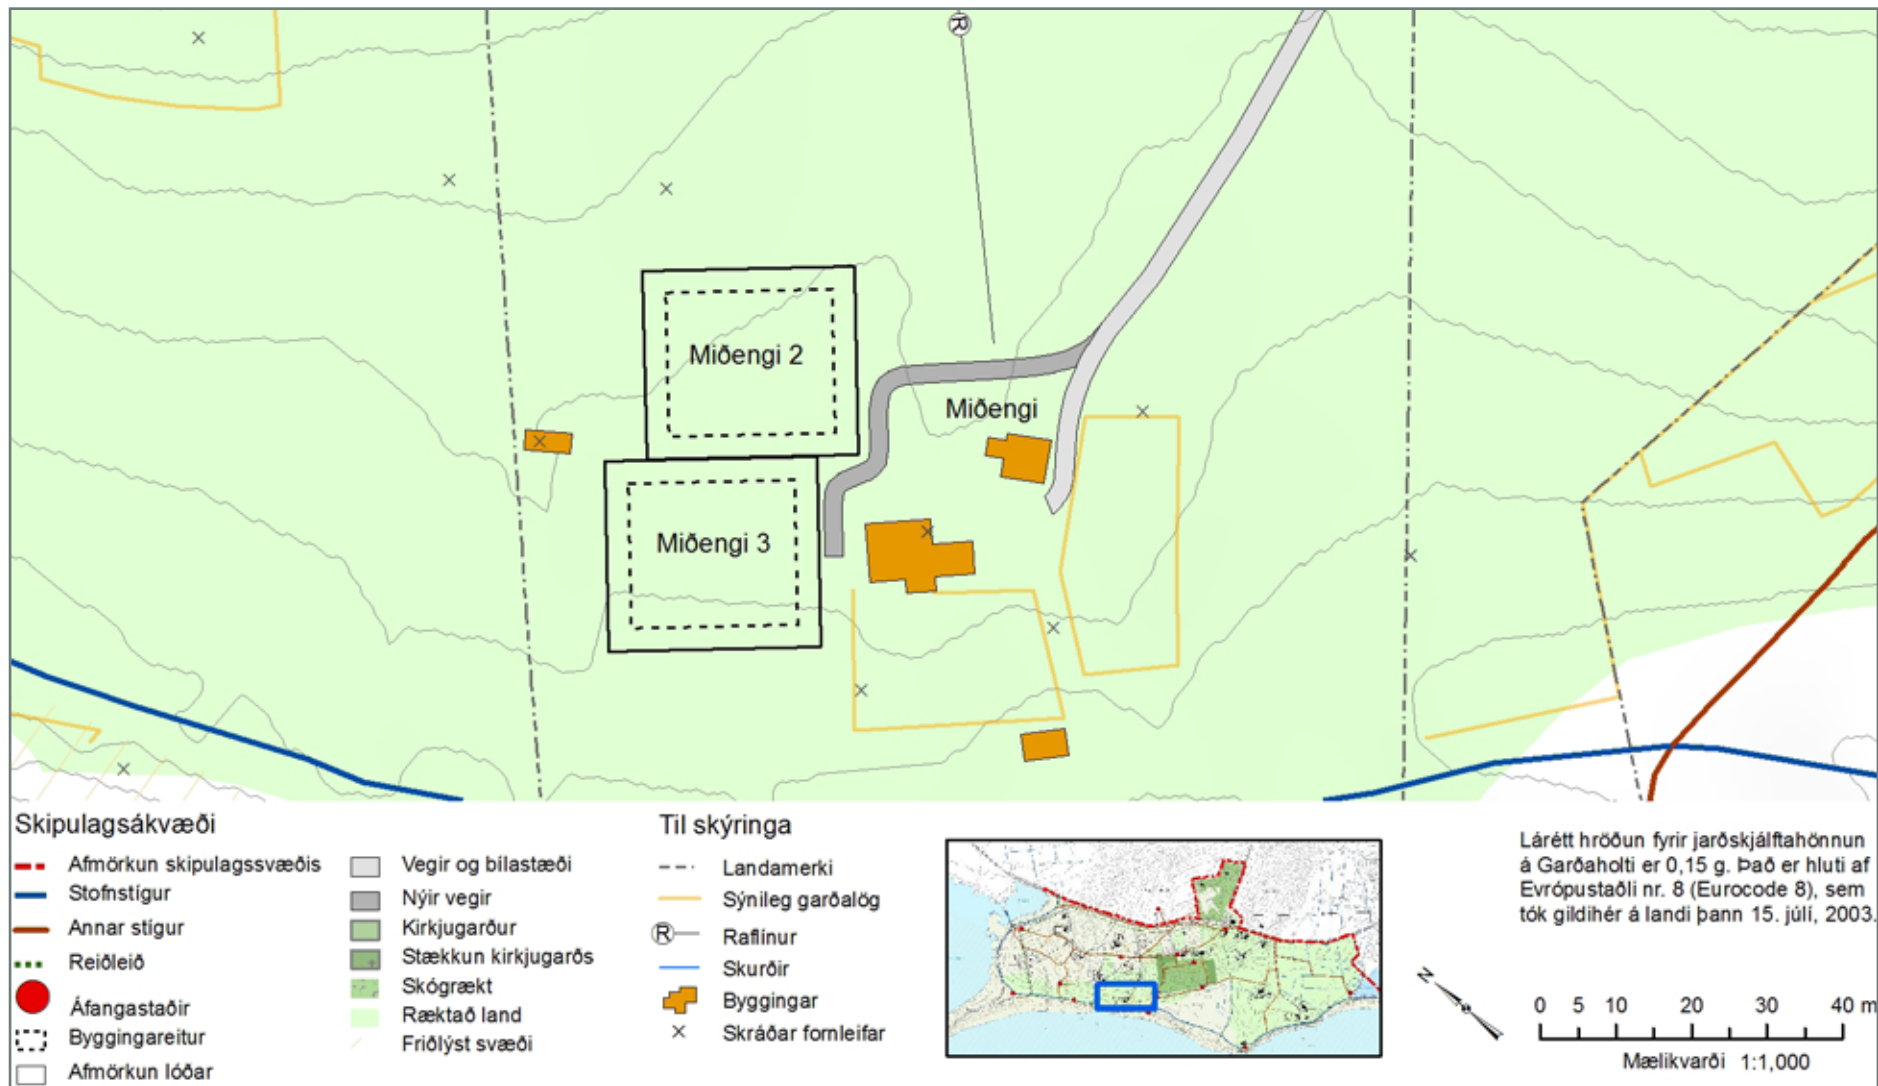 R
Miðengi 2
Miðengi
Miðengi 3
Skipulagsákvæði
Afmörkun skipulagssvæðis
Stofnstígur
Annar stígur
Reiðleið
Áfangastaðir
Byggingareitur
Afmörkun lóðar
Vegir og bílastæði
Nýir vegir
Kirkjugarður
Stækkun kirkjugarðs
Skógrækt
Ræktað land
Friðlýst svæði
Til skýringa
Landamerki
Sýnileg garðalög
R Raflínur
Skurðir
Byggingar
Skráðar fornleifar
Lárétt hröðun fyrir jarðskjálftahönnun
á Garðaholti er 0,15 g. Það er hluti af
Evrópustaðli nr. 8 (Eurocode 8), sem
tók gildihér á landi þann 15. júlí, 2003.
N
0 5 10 20 30 40 m
Mælikvarði 1:1,000